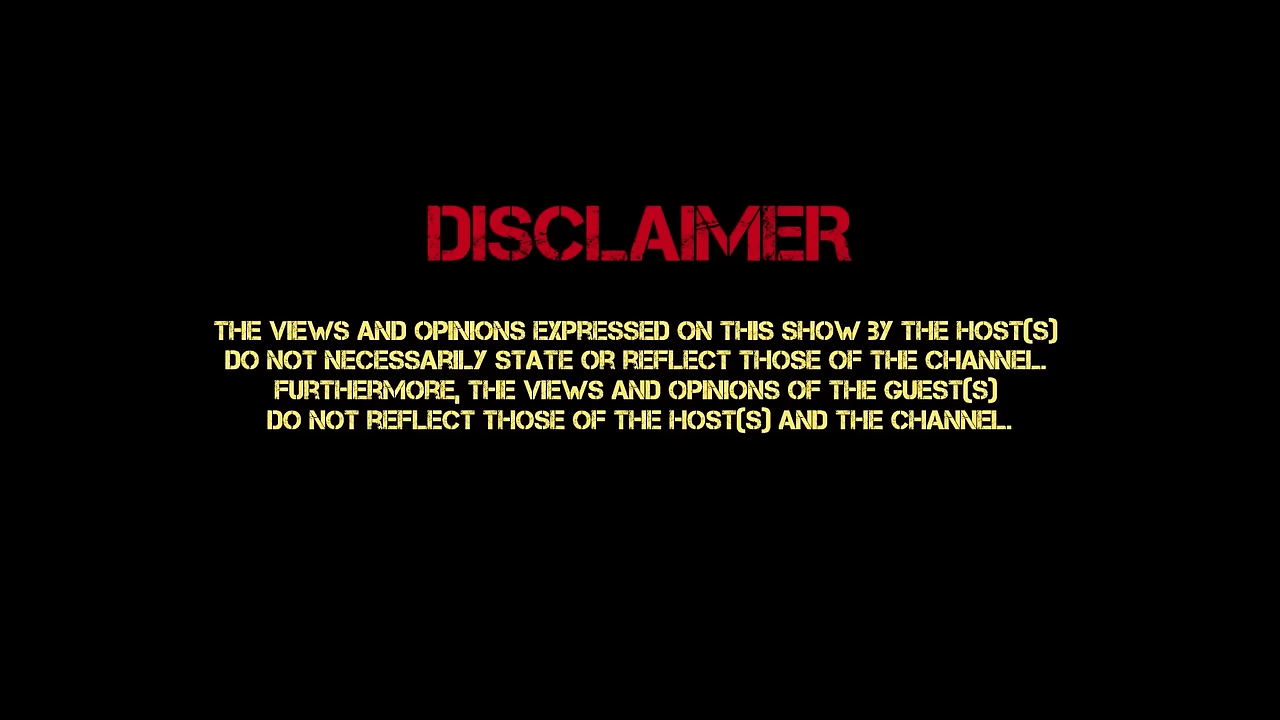 DISCLAIMER
THE VIEWS AND OPINIONS EXPRESSED ON THIS SHOW BY THE HOST(S)
DO NOT NECESSARILY STATE OR REFLECT THOSE OF THE CHANNEL.
FURTHERMORE, THE VIEWS AND OPINIONS OF THE GUEST(S)
DO NOT REFLECT THOSE OF THE HOST(S) AND THE CHANNEL.